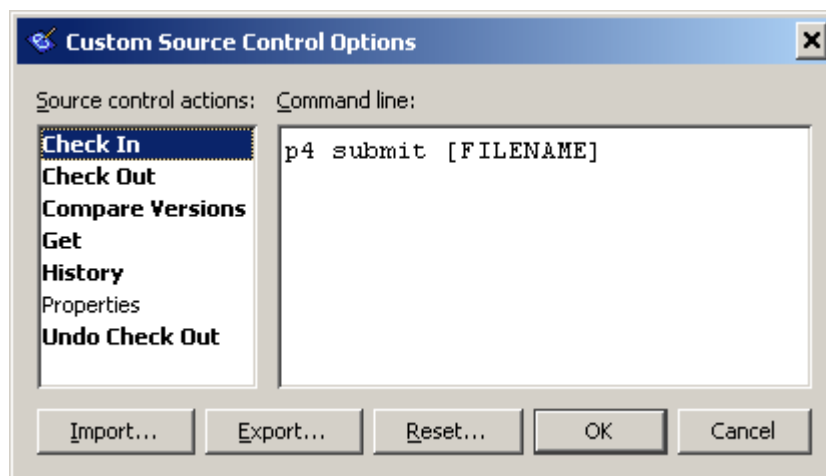 Custom Source Control Options
Source control actions: Command line:
Check In
Check Out
Compare Versions
Get
History
Properties
Undo Check Out
p4 submit [FILENAME]
Import... Export... Reset... OK Cancel